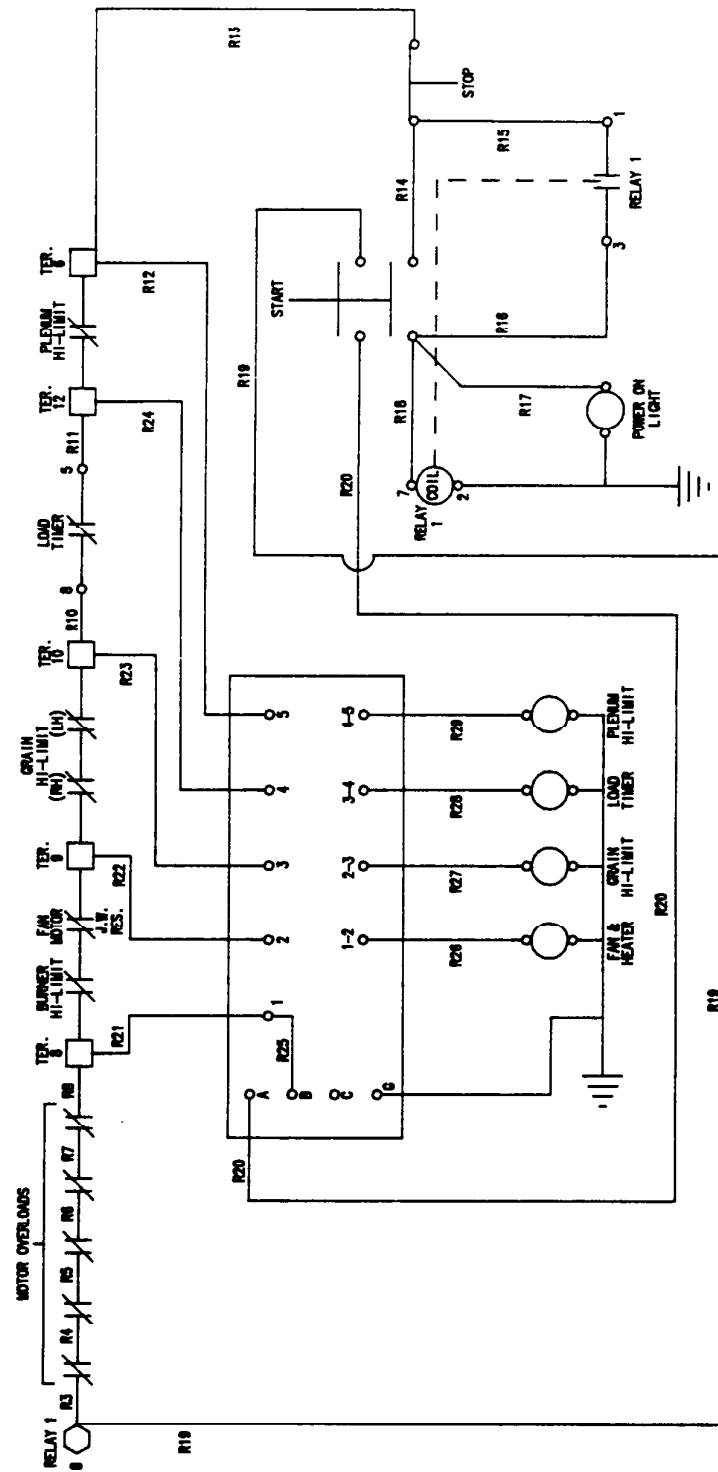 MOTOR OVERLOADS
RELAY 1
8
R3
R4
R5
R6
R7
R8
TER.
8
BURNER
HI-LIMIT
FAN
MOTOR
J.W.
RES.
TER.
9
GRAIN
HI-LIMIT
(RH)
(LH)
TER.
10
R10
8
LOAD
TIMER
5
R11
TER.
12
PLENUM
HI-LIMIT
TER.
6
R13
R21
R22
R23
R24
R12
R19
R20
A
B
C
G
R25
1
2
3
4
5
1-2
2-3
3-4
4-5
R26
R27
R28
R29
FAN &
HEATER
GRAIN
HI-LIMIT
LOAD
TIMER
PLENUM
HI-LIMIT
R20
R19
R20
R19
START
STOP
R14
R15
1
RELAY 1
3
R16
R17
POWER ON
LIGHT
R18
7
COIL
2
RELAY
1